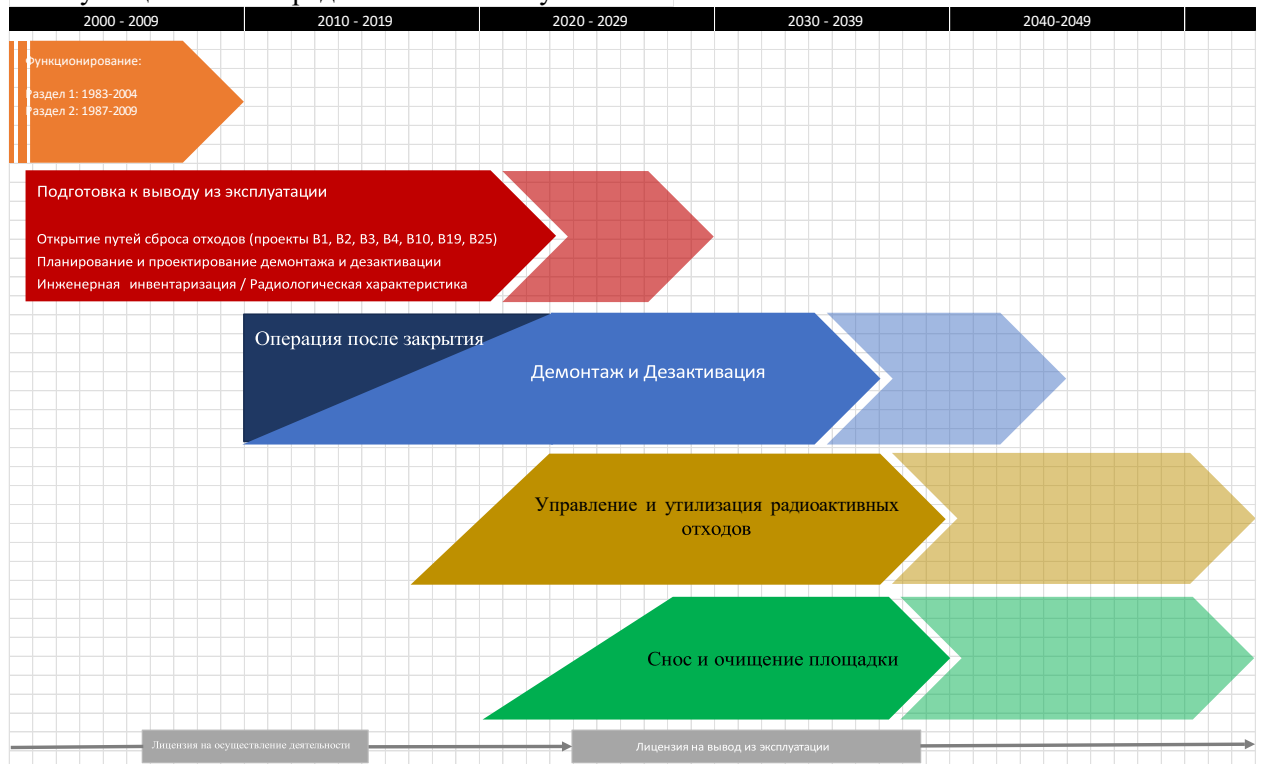 2000 - 2009 2010 - 2019 2020 - 2029 2030 - 2039 2040-2049
Функционирование:
Раздел 1: 1983-2004
Раздел 2: 1987-2009
Подготовка к выводу из эксплуатации
Открытие путей сброса отходов (проекты B1, B2, B3, B4, B10, B19, B25)
Планирование и проектирование демонтажа и дезактивации
Инженерная инвентаризация / Радиологическая характеристика
Операция после закрытия
Демонтаж и Дезактивация
Управление и утилизация радиоактивных
отходов
Снос и очищение площадки
Лицензия на осуществление деятельности
Лицензия на вывод из эксплуатации